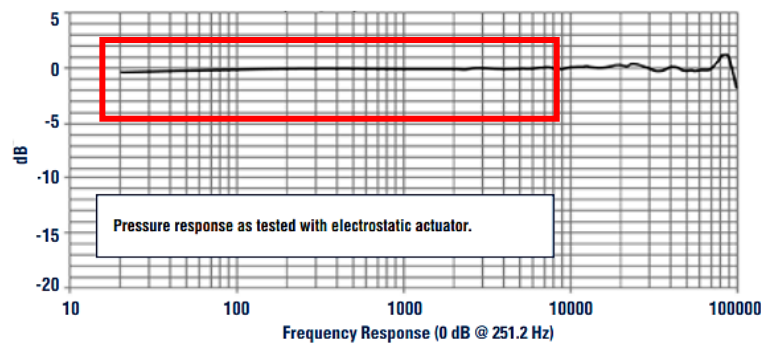 5
0
-5
-10
-15
-20
dB
Pressure response as tested with electrostatic actuator.
10 100 1000 10000 100000
Frequency Response (0 dB @ 251.2 Hz)